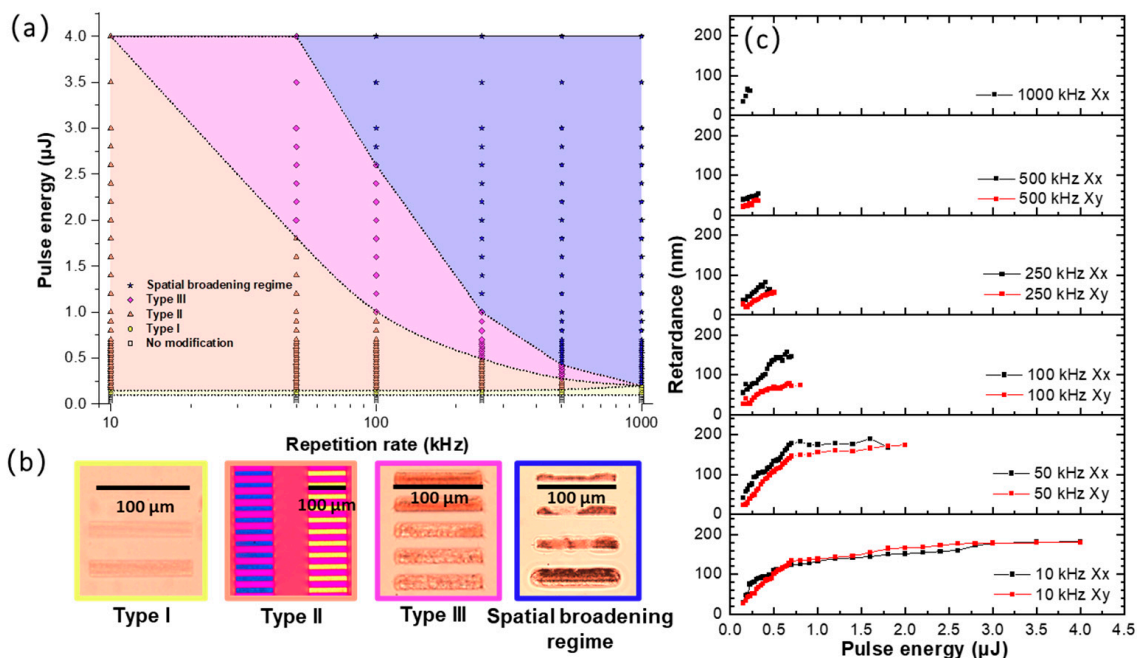 (a)
Pulse energy (μJ)
4.0
3.5
3.0
2.5
2.0
1.5
1.0
0.5
0.0
Spatial broadening regime
Type III
Type II
Type I
No modification
10
100
1000
Repetition rate (kHz)
(b)
100 μm
100 μm
100 μm
100 μm
Type I
Type II
Type III
Spatial broadening
regime
(c)
Retardance (nm)
200
100
0
1000 kHz Xx
200
100
0
500 kHz Xx
500 kHz Xy
200
100
0
250 kHz Xx
250 kHz Xy
200
100
0
100 kHz Xx
100 kHz Xy
200
100
0
50 kHz Xx
50 kHz Xy
200
100
0
10 kHz Xx
10 kHz Xy
0.0 0.5 1.0 1.5 2.0 2.5 3.0 3.5 4.0 4.5
Pulse energy (μJ)